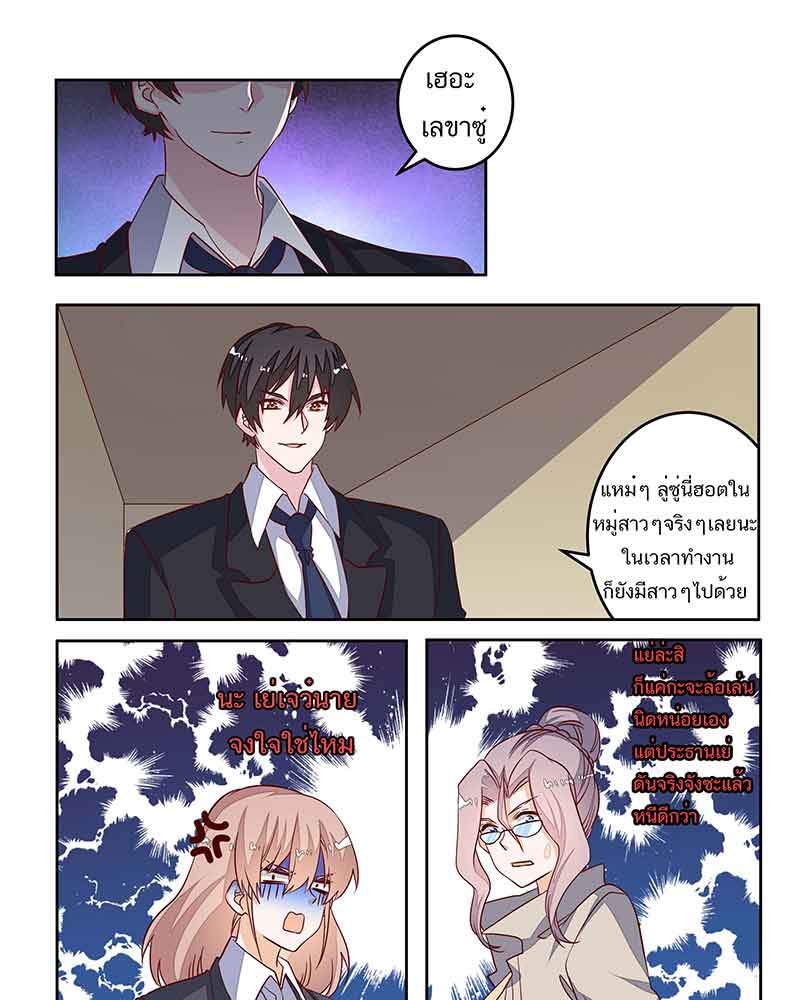 เฮอะ
เลขาซู่
แหม๋ๆ ลู่ซู่นี่ฮอตใน
หมู่สาวๆจริงๆเลยนะ
ในเวลาทำงาน
ก็ยังมีสาวๆไปด้วย
นะ เย่เจวี๋นาย
จงใจใช่ไหม
แย่ล่ะสิ
ก็แค่กะจะล้อเล่น
นิดหน่อยเอง
แต่ประธานเย่
ดันจริงจังซะแล้ว
หนีดีกว่า